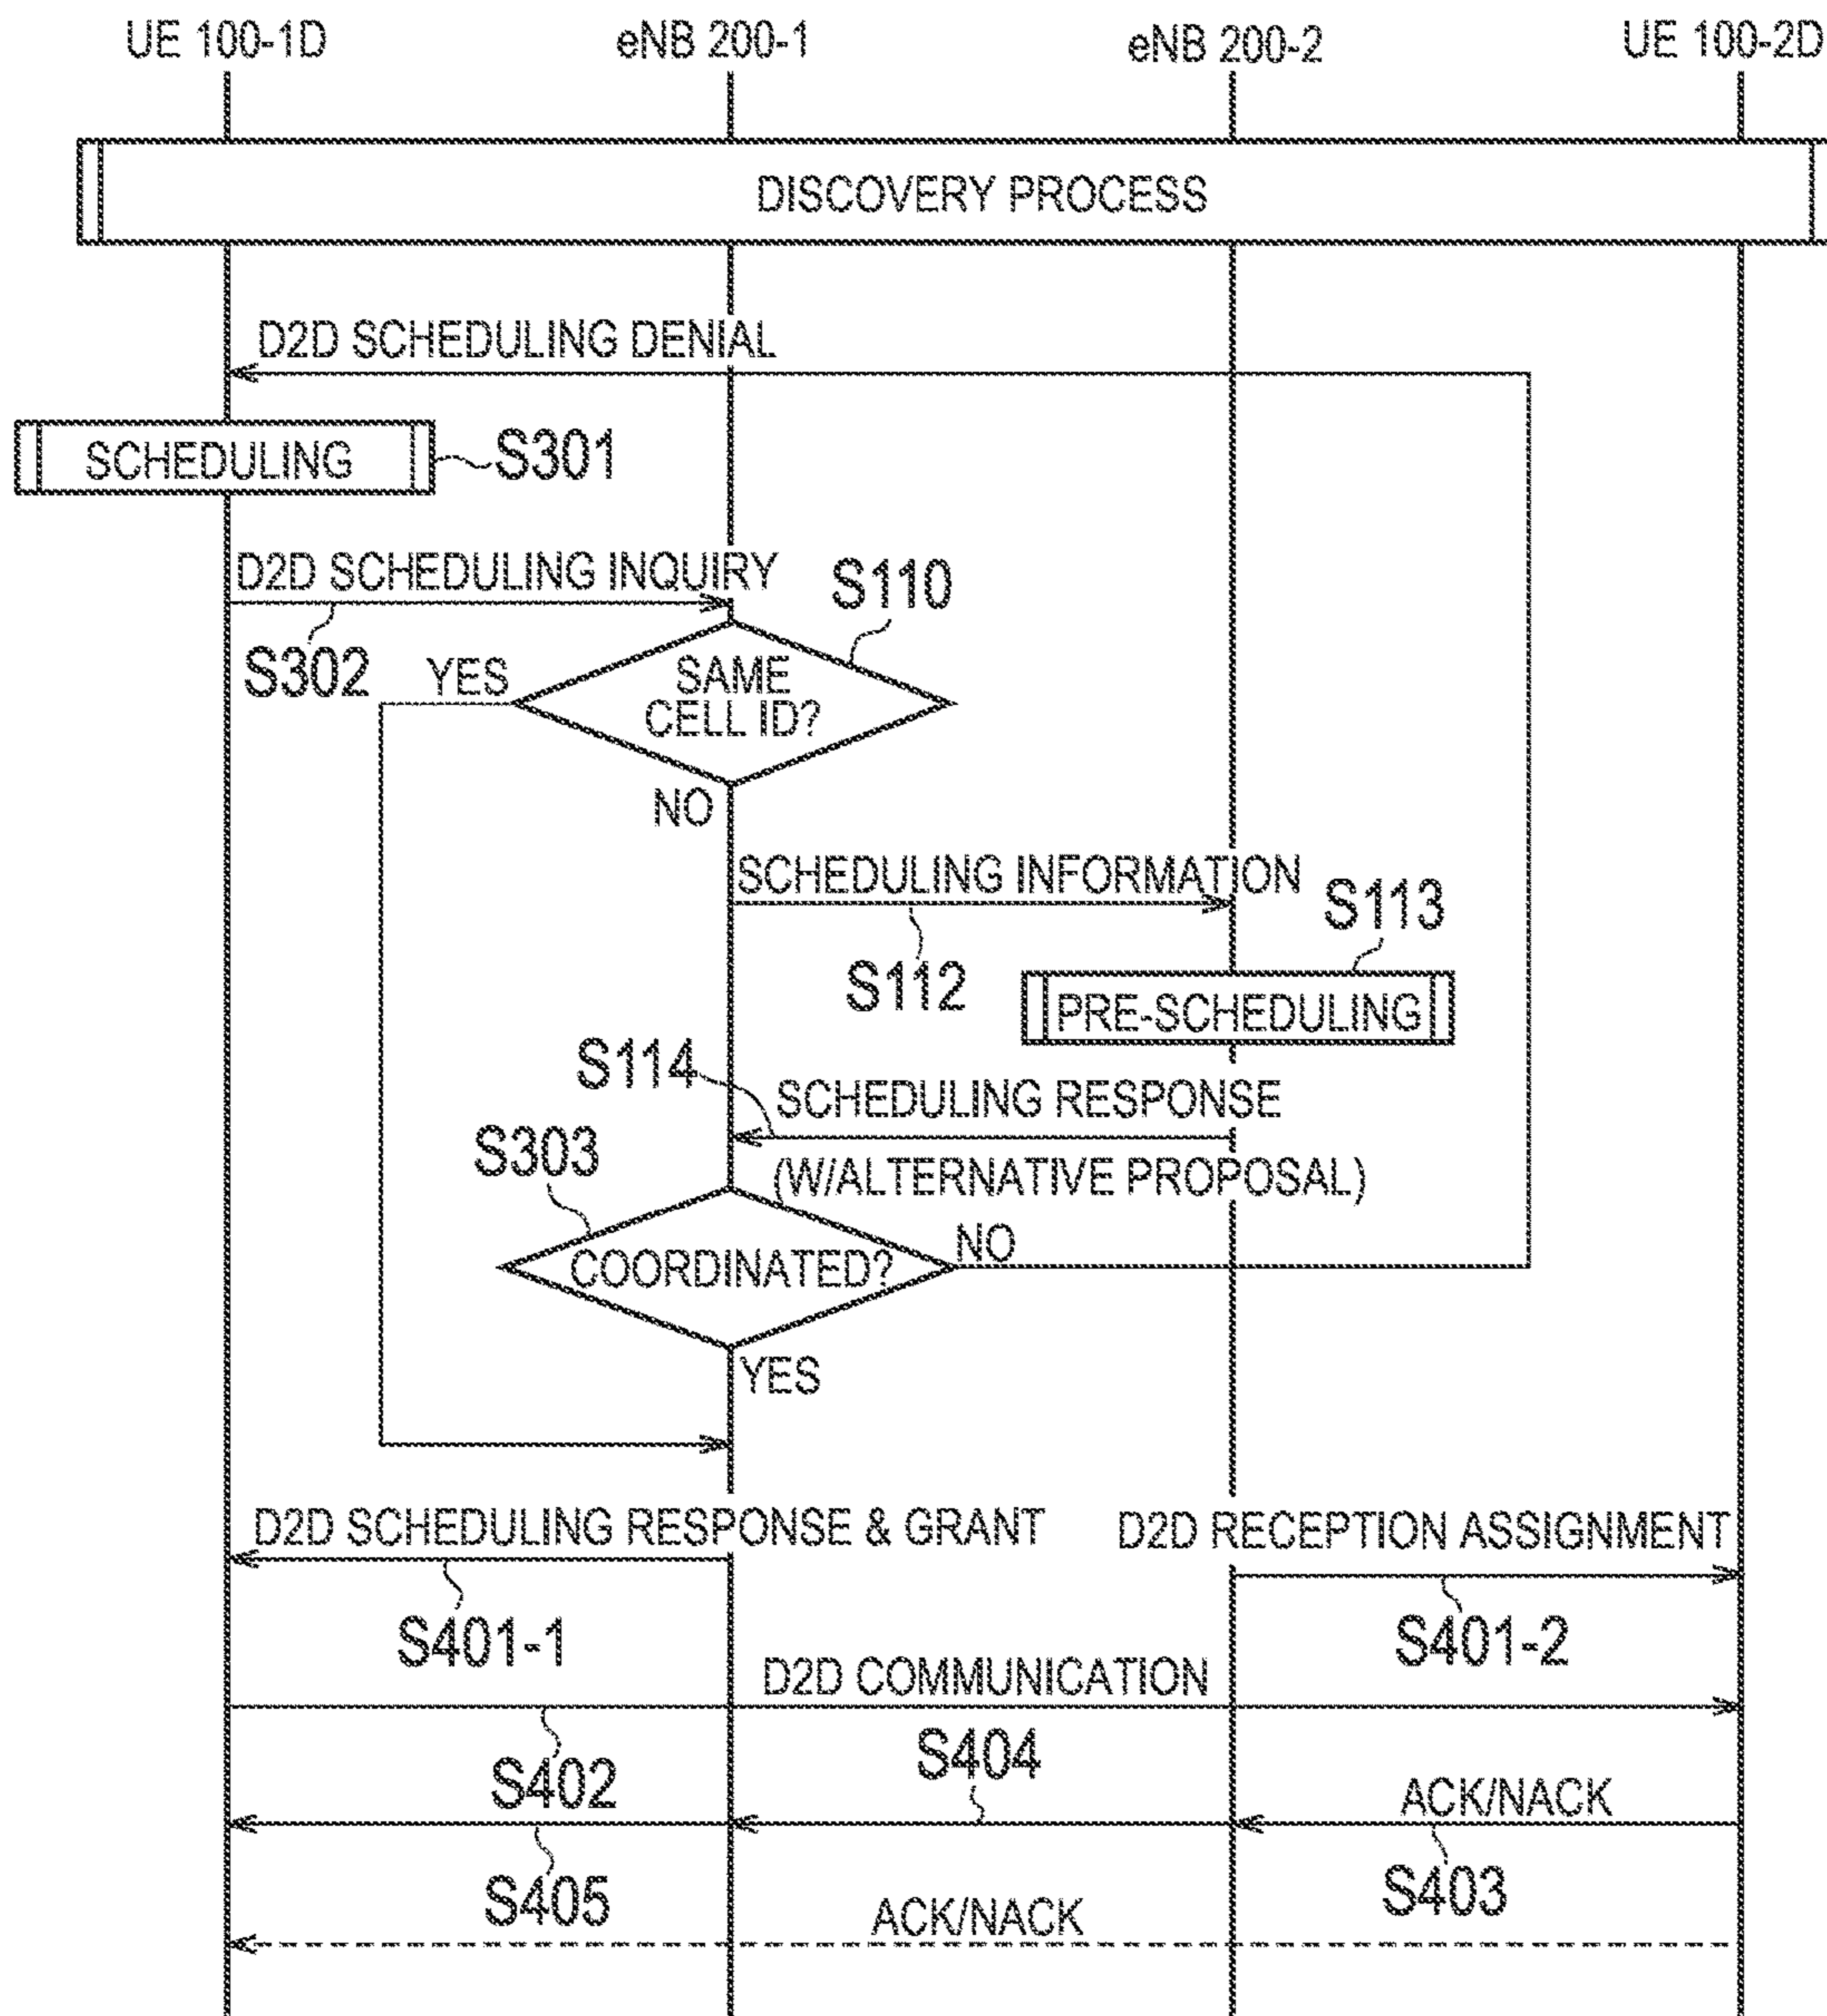 UE 100-1D
eNB 200-1
eNB 200-2
UE 100-2D
DISCOVERY PROCESS
D2D SCHEDULING DENIAL
SCHEDULING
S301
D2D SCHEDULING INQUIRY
S110
S302
YES
SAME
CELL ID?
NO
SCHEDULING INFORMATION
S113
S112
PRE-SCHEDULING
S114
SCHEDULING RESPONSE
S303
(W/ALTERNATIVE PROPOSAL)
COORDINATED?
NO
YES
D2D SCHEDULING RESPONSE & GRANT
D2D RECEPTION ASSIGNMENT
S401-1
S401-2
D2D COMMUNICATION
S402
S404
ACK/NACK
S405
S403
ACK/NACK